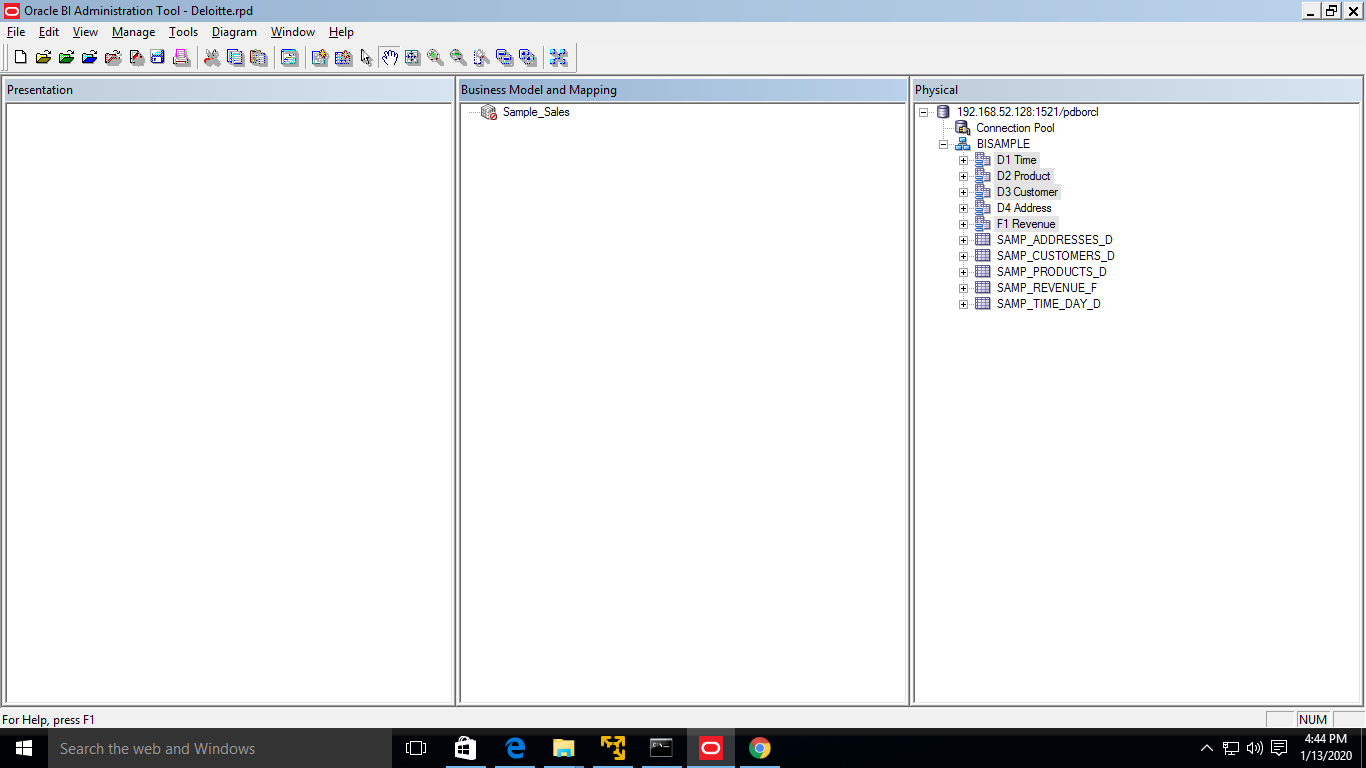 Oracle BI Administration Tool - Deloitte.rpd
File Edit View Manage Tools Diagram Window Help
Presentation
Business Model and Mapping
Sample_Sales
Physical
192.168.52.128:1521/pdborcl
Connection Pool
BISAMPLE
D1 Time
D2 Product
D3 Customer
D4 Address
F1 Revenue
SAMP_ADDRESSES_D
SAMP_CUSTOMERS_D
SAMP_PRODUCTS_D
SAMP_REVENUE_F
SAMP_TIME_DAY_D
For Help, press F1
NUM
Search the web and Windows
4:44 PM
1/13/2020